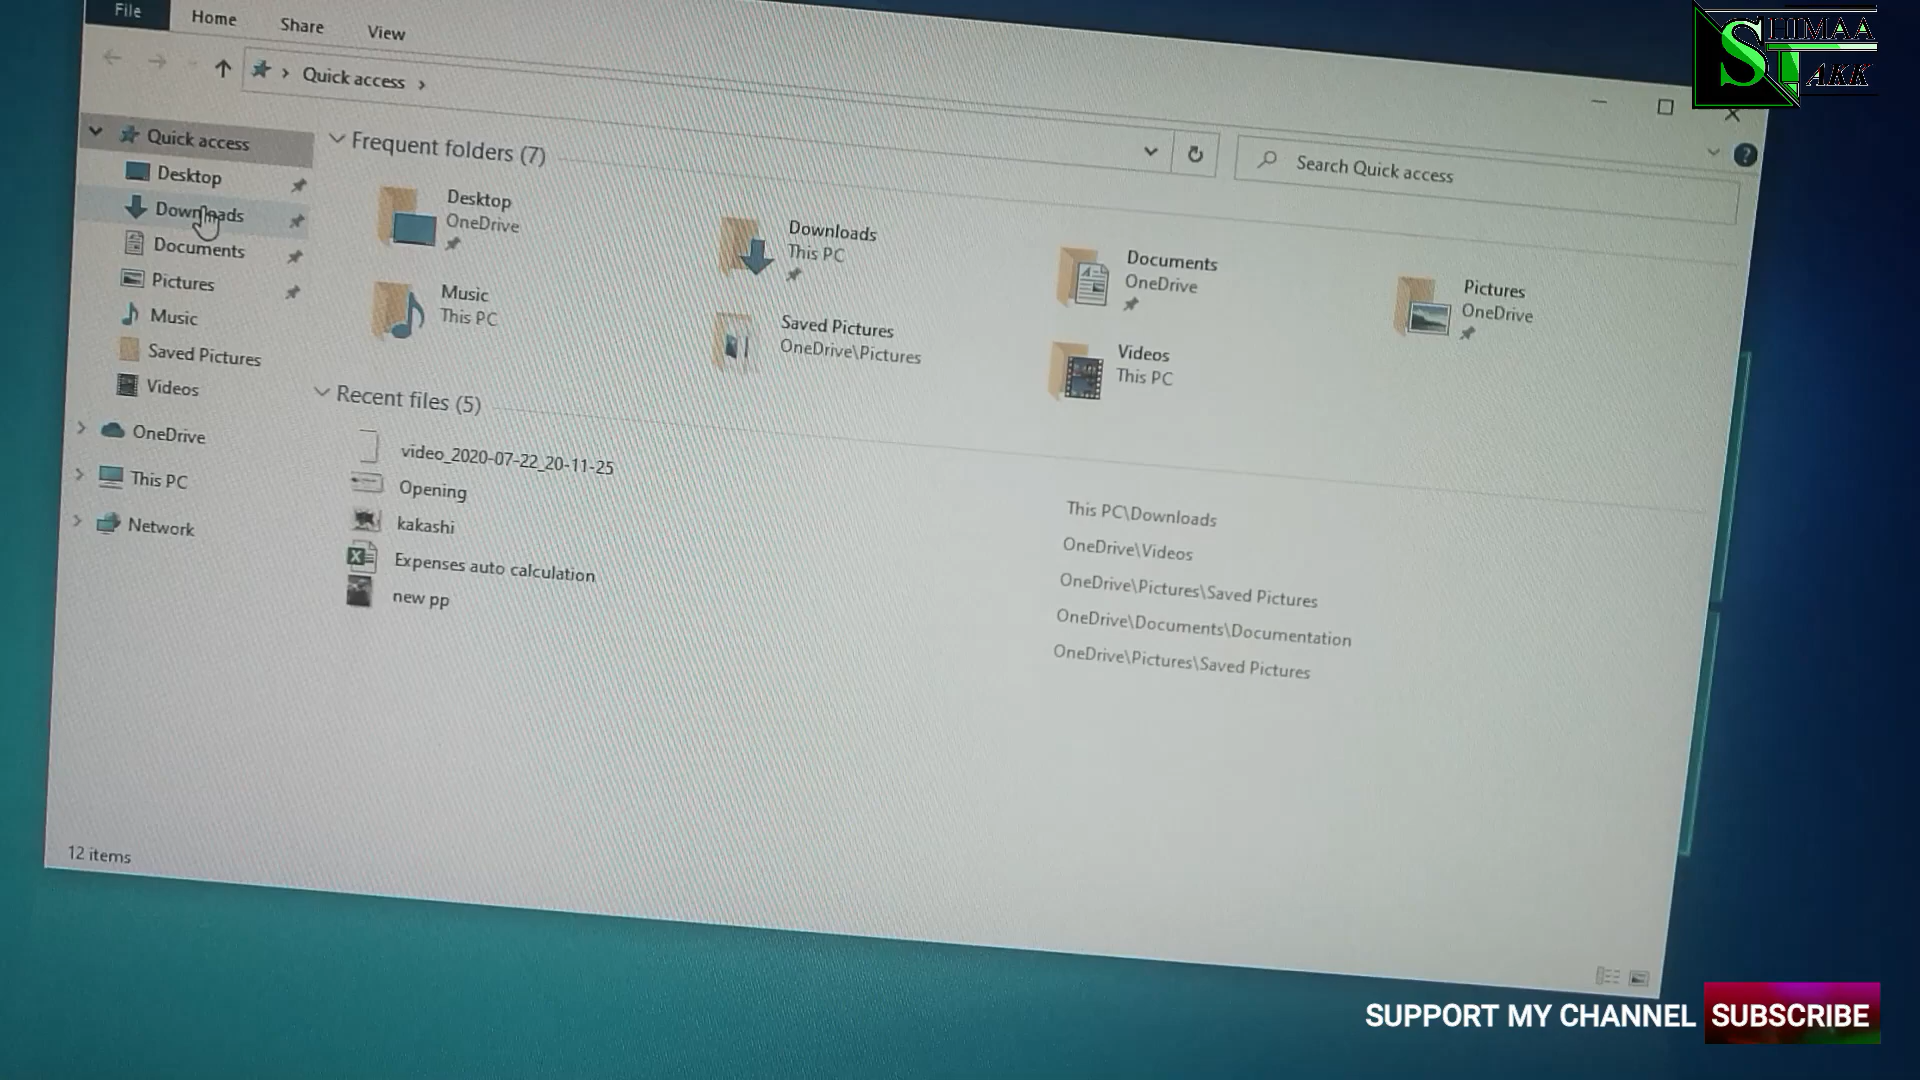 File Home Share View
SHIMAA
TAKK
Quick access
Search Quick access
Quick access
Desktop
Downloads
Documents
Pictures
Music
Saved Pictures
Videos
OneDrive
This PC
Network
Frequent folders (7)
Desktop
OneDrive
Downloads
This PC
Documents
OneDrive
Pictures
OneDrive
Music
This PC
Saved Pictures
OneDrive\Pictures
Videos
This PC
Recent files (5)
video_2020-07-22_20-11-25 This PC\Downloads
Opening OneDrive\Videos
kakashi OneDrive\Pictures\Saved Pictures
Expenses auto calculation OneDrive\Documents\Documentation
new pp OneDrive\Pictures\Saved Pictures
12 items
SUPPORT MY CHANNEL SUBSCRIBE